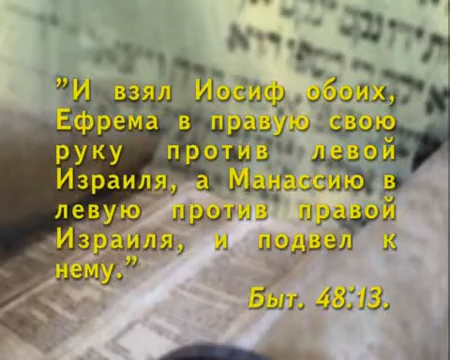 "И взял Иосиф обоих,
Ефрема в правую свою
руку против левой
Израиля, а Манассию в
левую против правой
Израиля, и подвел к
нему."
Быт. 48:13.